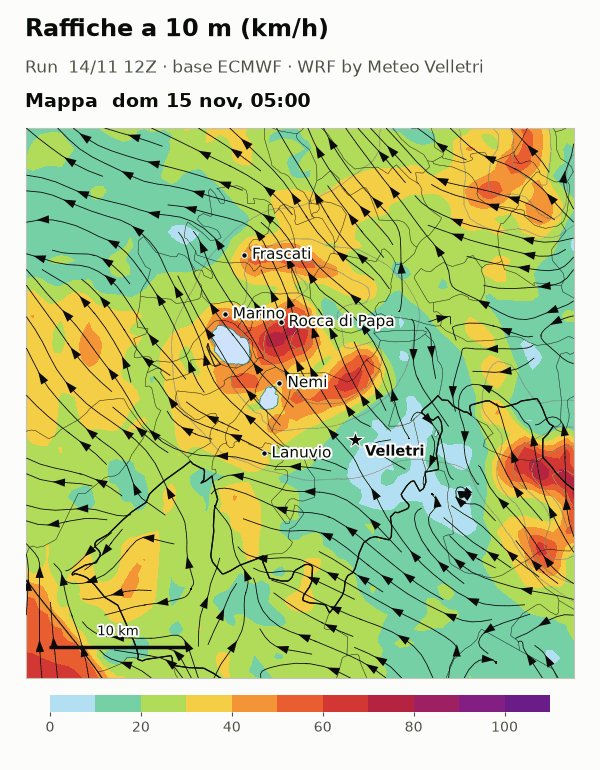 Raffiche a 10 m (km/h)
Run  14/11 12Z · base ECMWF · WRF by Meteo Velletri
Mappa  dom 15 nov, 05:00
Frascati
Marino
Rocca di Papa
Nemi
Velletri
Lanuvio
10 km
0 20 40 60 80 100